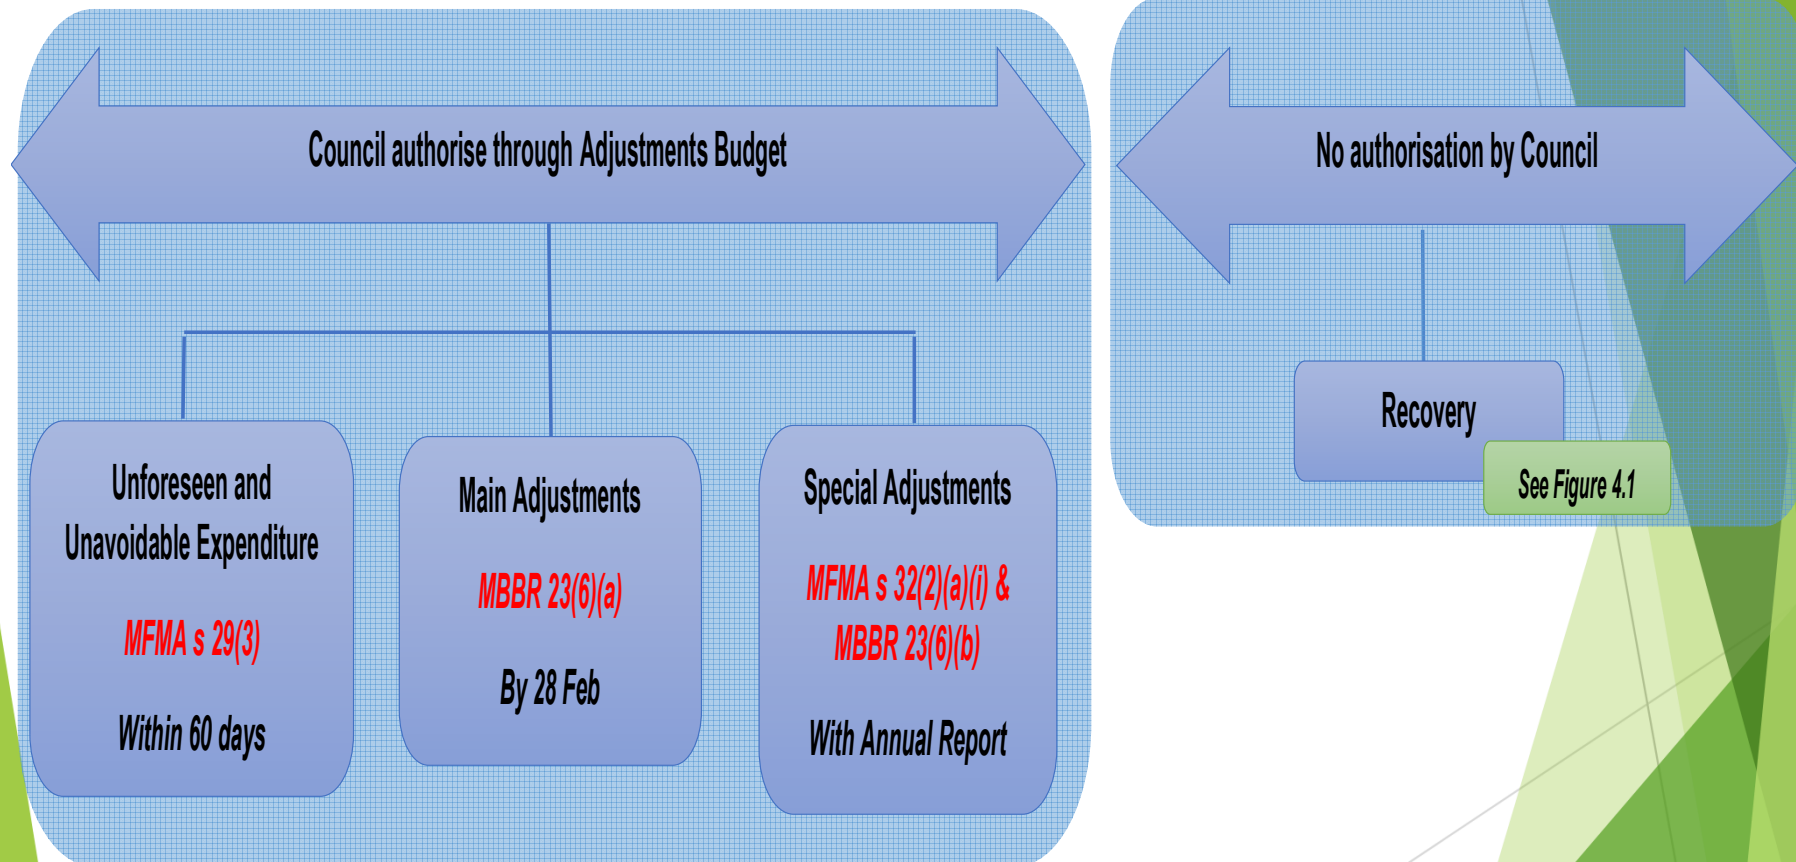 Council authorise through Adjustments Budget
Unforeseen and
Unavoidable Expenditure
MFMA s 29(3)
Within 60 days
Main Adjustments
MBBR 23(6)(a)
By 28 Feb
Special Adjustments
MFMA s 32(2)(a)(i) &
MBBR 23(6)(b)
With Annual Report
No authorisation by Council
Recovery
See Figure 4.1